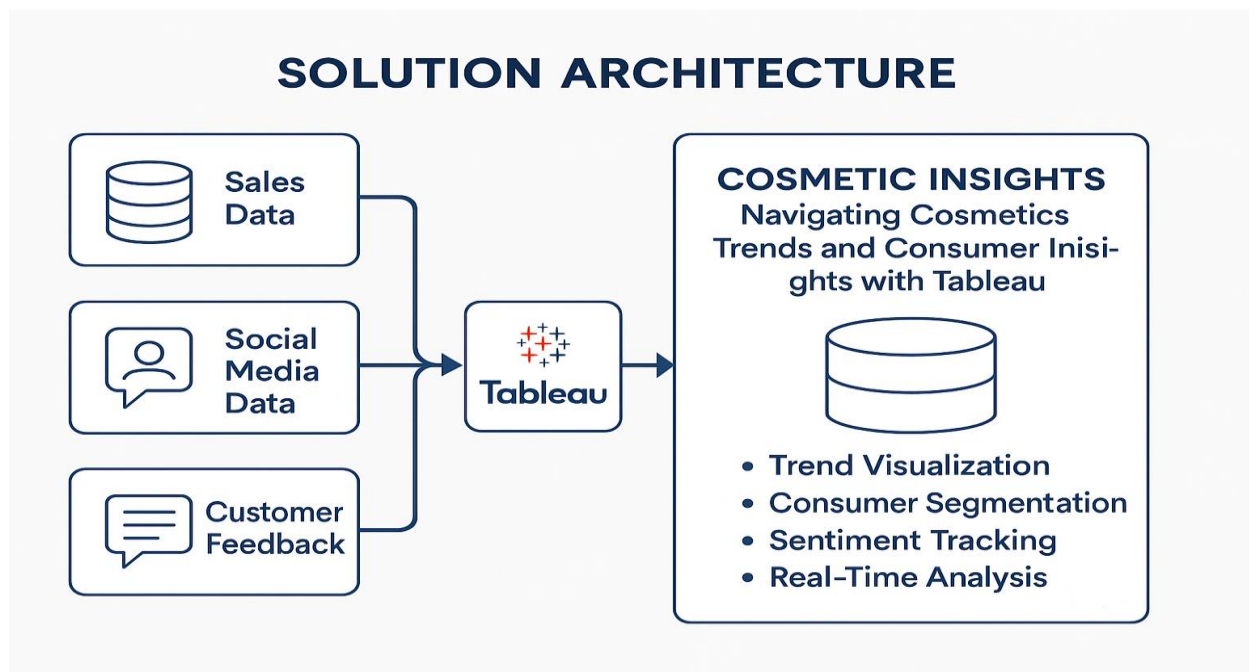 SOLUTION ARCHITECTURE
Sales
Data
Social
Media
Data
Customer
Feedback
Tableau
COSMETIC INSIGHTS
Navigating Cosmetics
Trends and Consumer Inisi-
ghts with Tableau
• Trend Visualization
• Consumer Segmentation
• Sentiment Tracking
• Real-Time Analysis